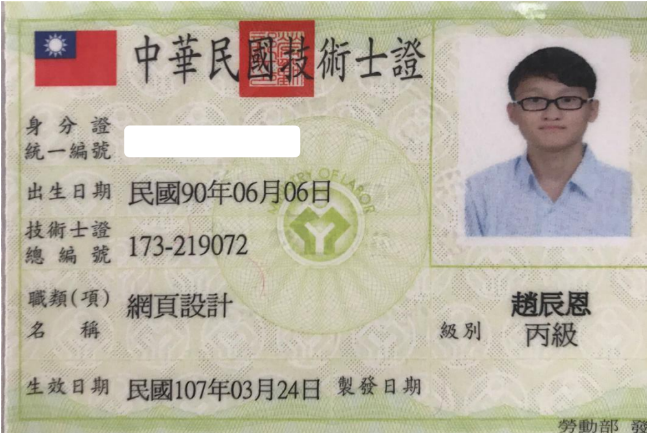 中華民國技術士證
身分證
統一編號
出生日期 民國90年06月06日
技術士證
總編號 173-219072
MINISTRY OF LABOR
職類(項)
名稱 網頁設計
趙辰恩
級別 丙級
生效日期 民國107年03月24日 製發日期
勞動部 發